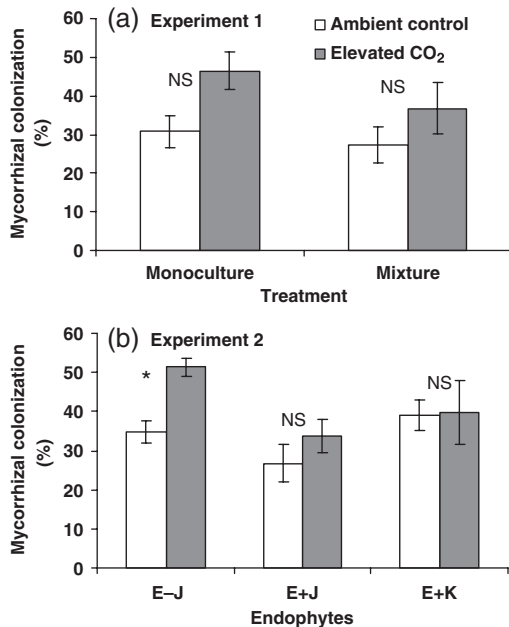 (a) Experiment 1
Ambient control
Elevated CO₂
Mycorrhizal colonization
(%)
60
50
40
30
20
10
0
NS
NS
Monoculture
Mixture
Treatment
(b) Experiment 2
Mycorrhizal colonization
(%)
60
50
40
30
20
10
0
*
NS
NS
E–J
E+J
E+K
Endophytes